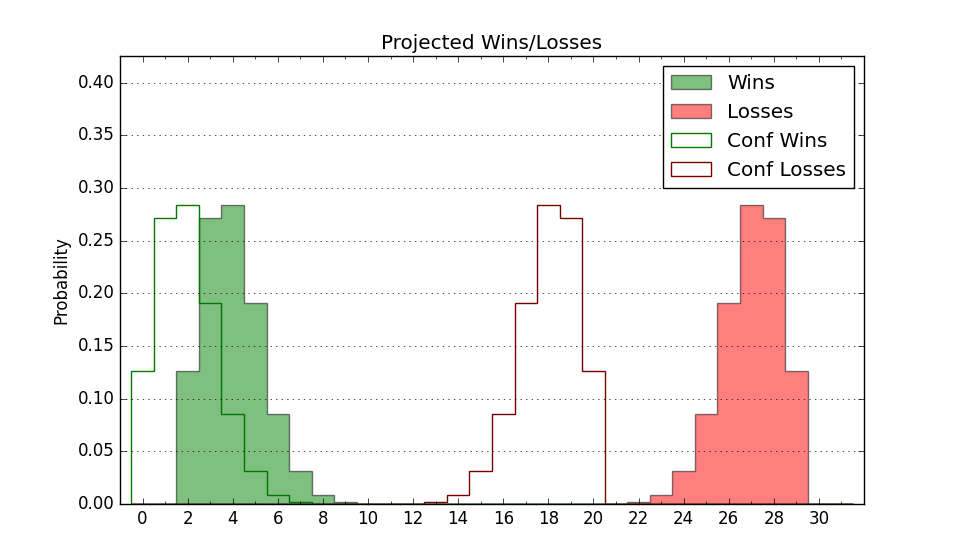 Projected Wins/Losses
Wins
Losses
Conf Wins
Conf Losses
Probability
0.40
0.35
0.30
0.25
0.20
0.15
0.10
0.05
0.00
0 2 4 6 8 10 12 14 16 18 20 22 24 26 28 30